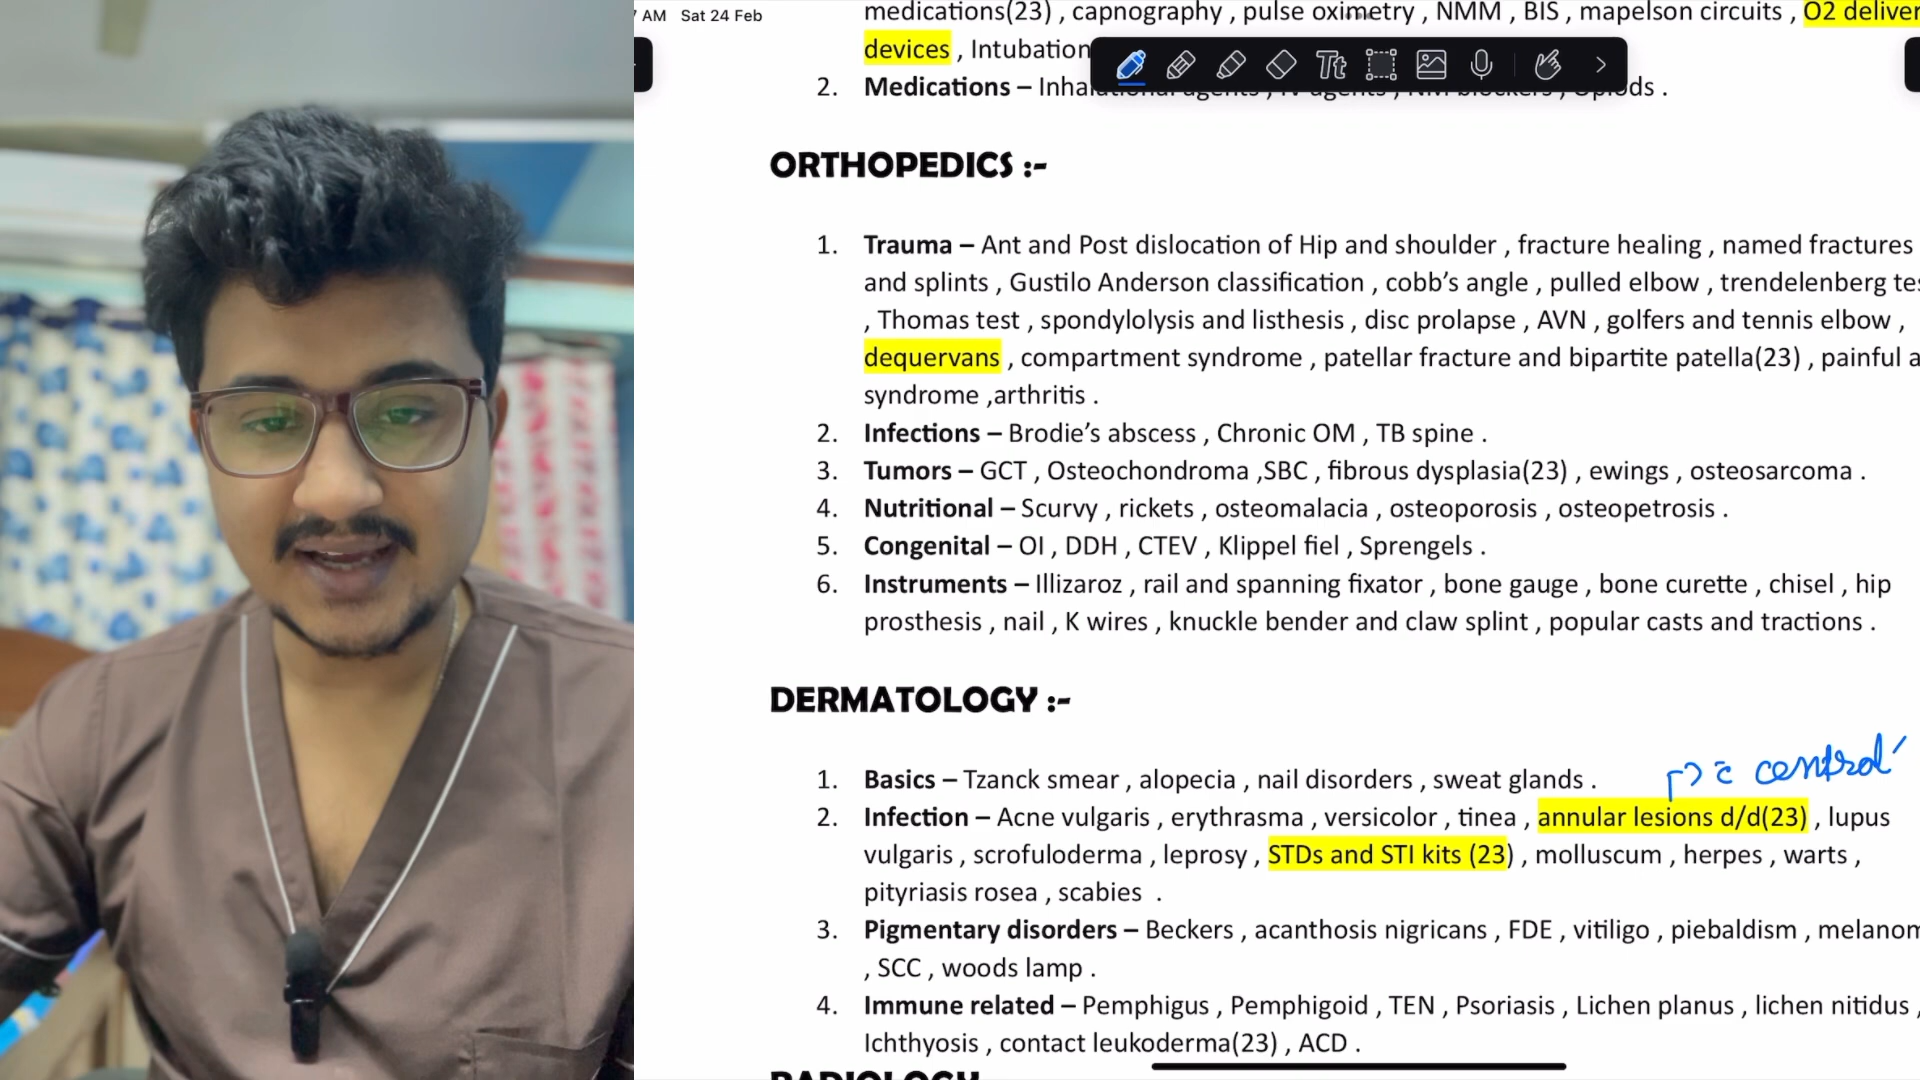 AM Sat 24 Feb
medications(23) , capnography , pulse oximetry , NMM , BIS , mapelson circuits , O2 deliver
devices , Intubation
2. Medications – Inhalational agents , IV agents , NM blockers , Opiods .
ORTHOPEDICS :-
1. Trauma – Ant and Post dislocation of Hip and shoulder , fracture healing , named fractures
and splints , Gustilo Anderson classification , cobb's angle , pulled elbow , trendelenberg tes
, Thomas test , spondylolysis and listhesis , disc prolapse , AVN , golfers and tennis elbow ,
dequervans , compartment syndrome , patellar fracture and bipartite patella(23) , painful a
syndrome ,arthritis .
2. Infections – Brodie's abscess , Chronic OM , TB spine .
3. Tumors – GCT , Osteochondroma ,SBC , fibrous dysplasia(23) , ewings , osteosarcoma .
4. Nutritional – Scurvy , rickets , osteomalacia , osteoporosis , osteopetrosis .
5. Congenital – OI , DDH , CTEV , Klippel fiel , Sprengels .
6. Instruments – Illizaroz , rail and spanning fixator , bone gauge , bone curette , chisel , hip
prosthesis , nail , K wires , knuckle bender and claw splint , popular casts and tractions .
DERMATOLOGY :-
central
1. Basics – Tzanck smear , alopecia , nail disorders , sweat glands .
2. Infection – Acne vulgaris , erythrasma , versicolor , tinea , annular lesions d/d(23) , lupus
vulgaris , scrofuloderma , leprosy , STDs and STI kits (23) , molluscum , herpes , warts ,
pityriasis rosea , scabies .
3. Pigmentary disorders – Beckers , acanthosis nigricans , FDE , vitiligo , piebaldism , melanom
, SCC , woods lamp .
4. Immune related – Pemphigus , Pemphigoid , TEN , Psoriasis , Lichen planus , lichen nitidus ,
Ichthyosis , contact leukoderma(23) , ACD .
RADIOLOGY